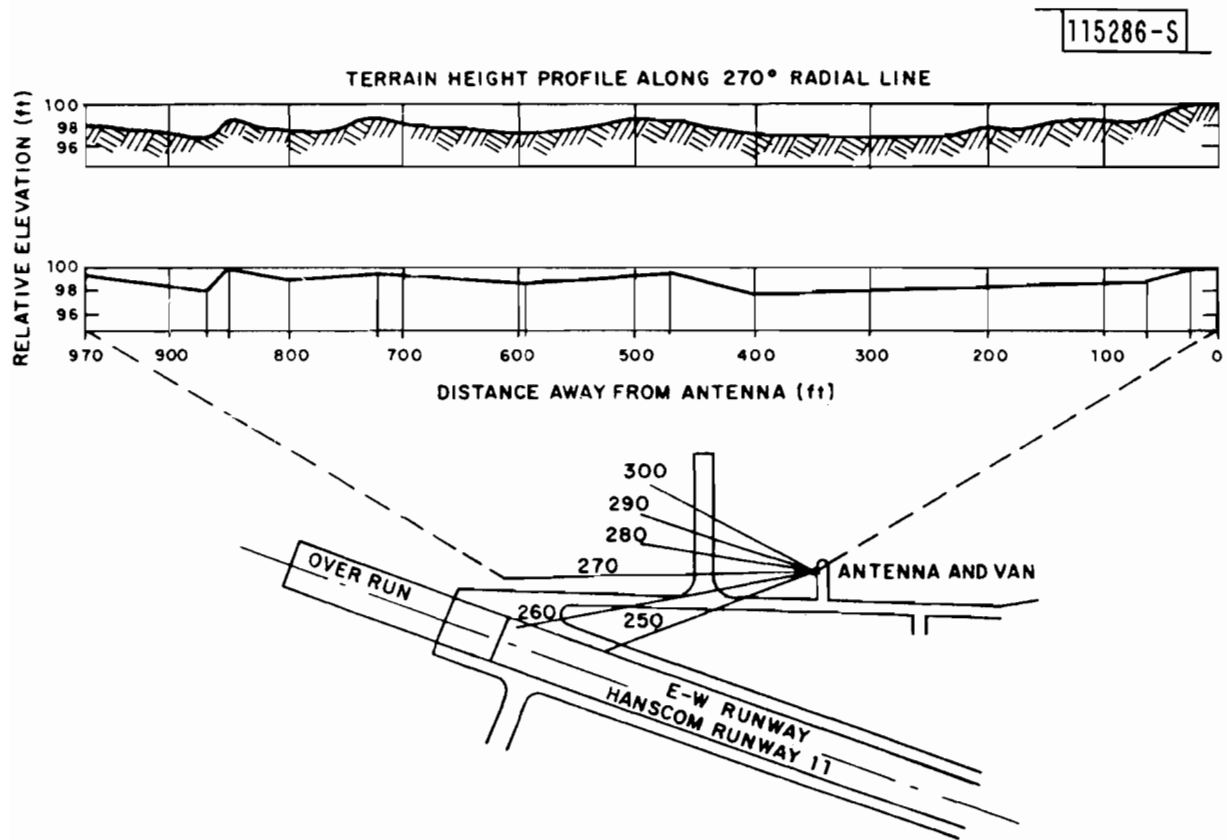 115286-S
TERRAIN HEIGHT PROFILE ALONG 270° RADIAL LINE
RELATIVE ELEVATION (ft)
100
98
96
100
98
96
970 900 800 700 600 500 400 300 200 100 0
DISTANCE AWAY FROM ANTENNA (ft)
300
290
280
270
260
250
ANTENNA AND VAN
OVER RUN
E-W RUNWAY
HANSCOM RUNWAY 11